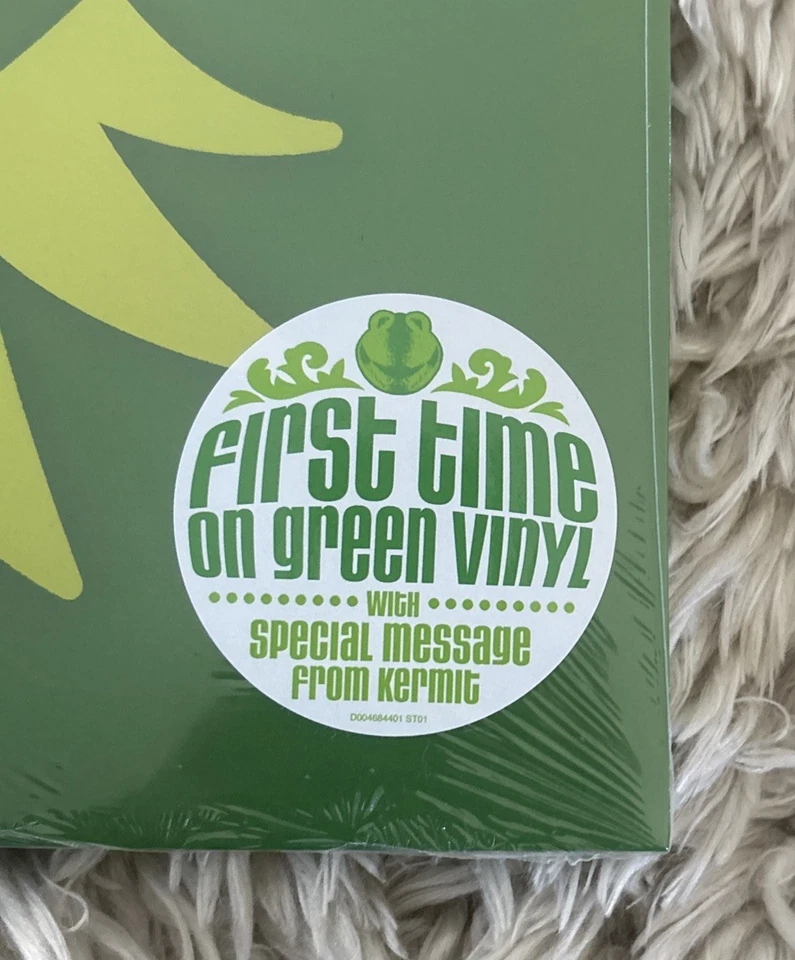 first time
on green vinyl
with
special message
from kermit
D004684401 ST01